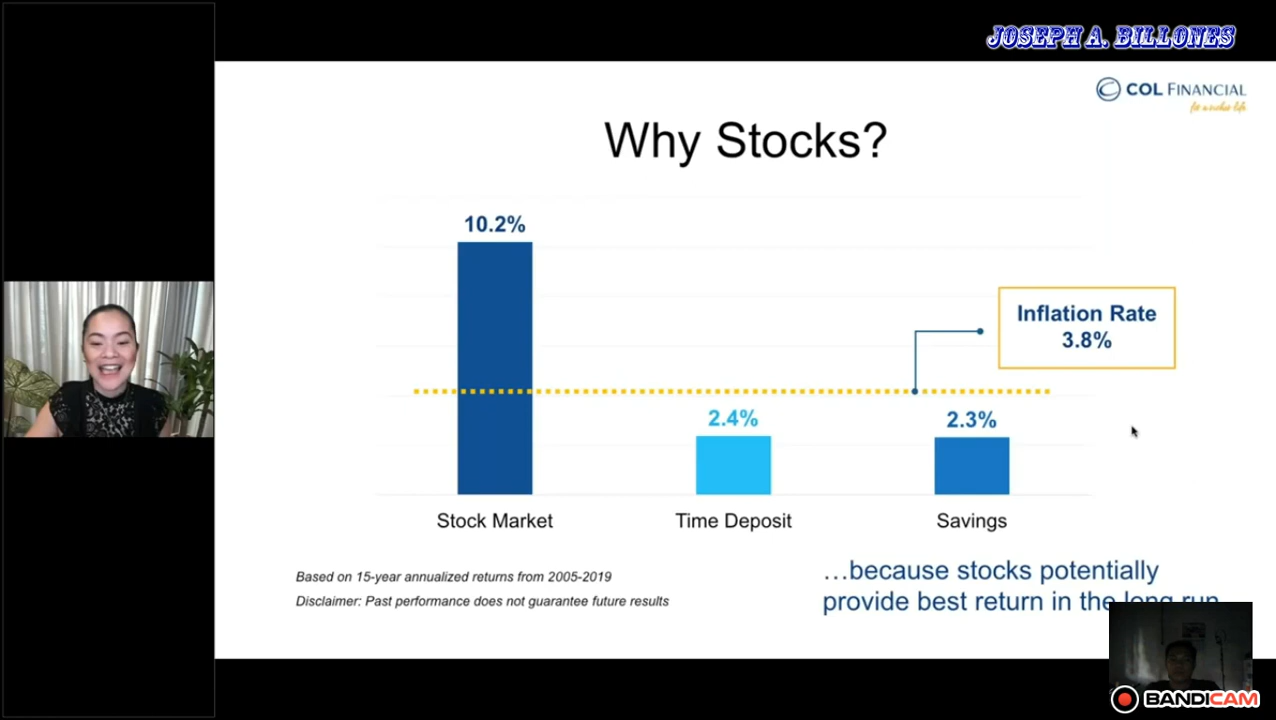 JOSEPH A. BILLONES
COL FINANCIAL
Why Stocks?
10.2%
Inflation Rate
3.8%
2.4%
2.3%
Stock Market
Time Deposit
Savings
Based on 15-year annualized returns from 2005-2019
Disclaimer: Past performance does not guarantee future results
…because stocks potentially
provide best return in the long run
BANDICAM